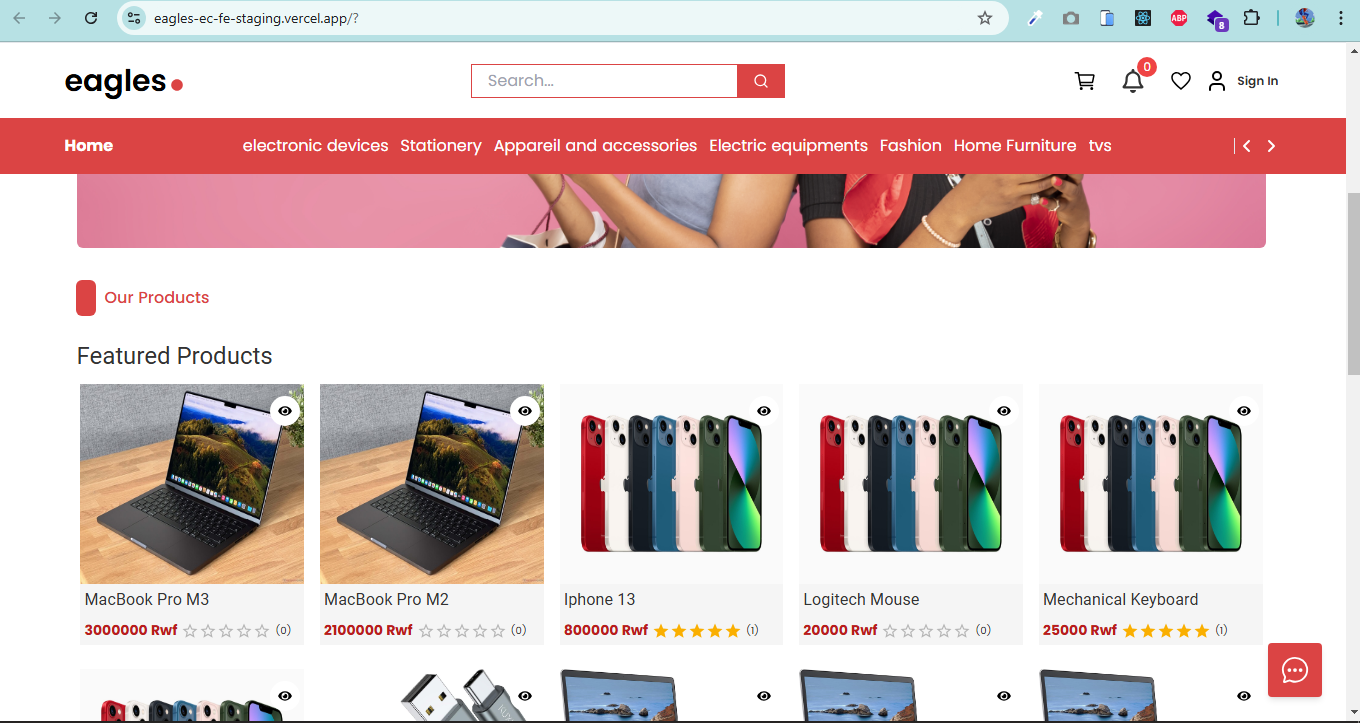 eagles-ec-fe-staging.vercel.app/?
ABP
8
eagles
Search...
0
Sign In
Home
electronic devices
Stationery
Appareil and accessories
Electric equipments
Fashion
Home Furniture
tvs
Our Products
Featured Products
MacBook Pro M3
3000000 Rwf
(0)
MacBook Pro M2
2100000 Rwf
(0)
Iphone 13
800000 Rwf
(1)
Logitech Mouse
20000 Rwf
(0)
Mechanical Keyboard
25000 Rwf
(1)